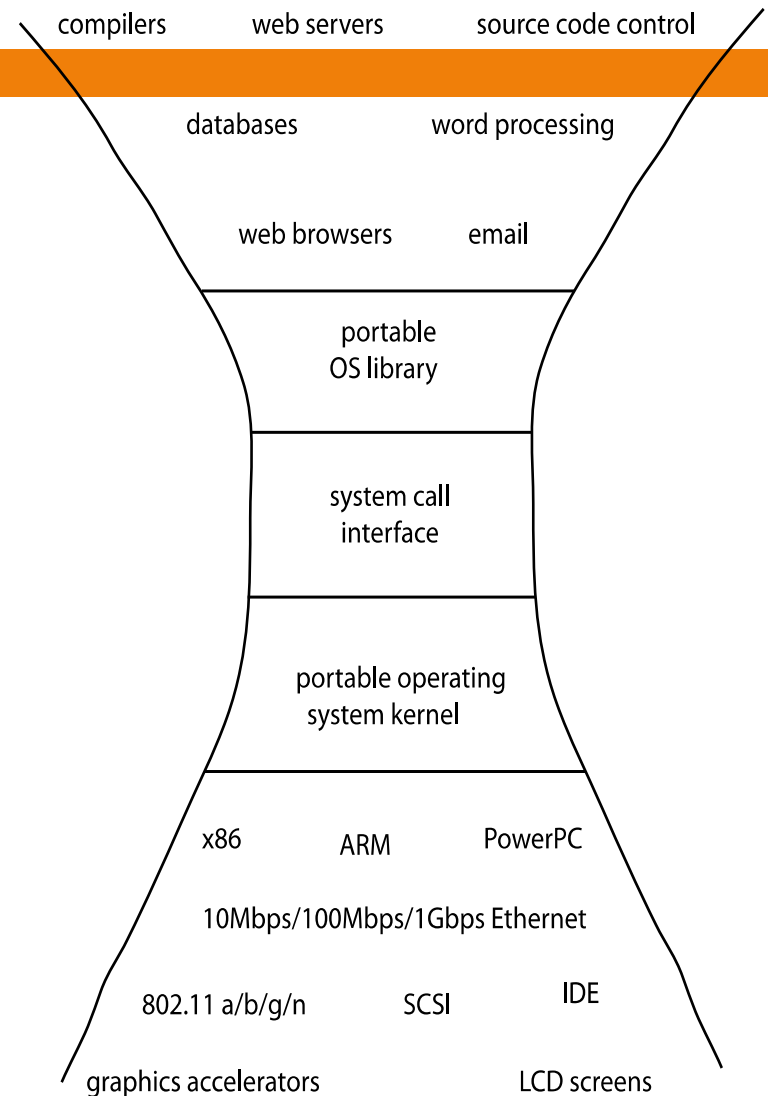 compilers web servers source code control
databases word processing
web browsers email
portable
OS library
system call
interface
portable operating
system kernel
x86 ARM PowerPC
10Mbps/100Mbps/1Gbps Ethernet
802.11 a/b/g/n SCSI IDE
graphics accelerators LCD screens